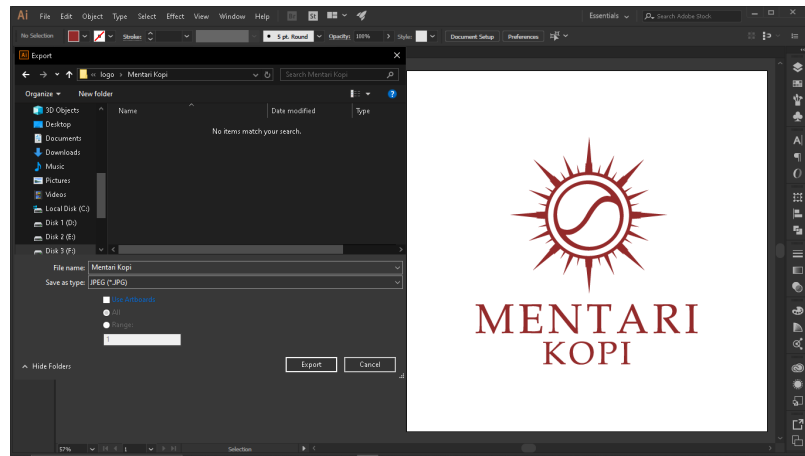 Ai File Edit Object Type Select Effect View Window Help Br St Essentials Search Adobe Stock
No Selection Stroke: 5 pt. Round Opacity: 100% Style: Document Setup Preferences
Ai Export
« logo › Mentari Kopi Search Mentari Kopi
Organize New folder
Name Date modified Type
No items match your search.
3D Objects
Desktop
Documents
Downloads
Music
Pictures
Videos
Local Disk (C:)
Disk 1 (D:)
Disk 2 (E:)
Disk 3 (F:)
File name: Mentari Kopi
Save as type: JPEG (*.JPG)
Use Artboards
All
Range:
1
Hide Folders Export Cancel
MENTARI
KOPI
57% 1 Selection